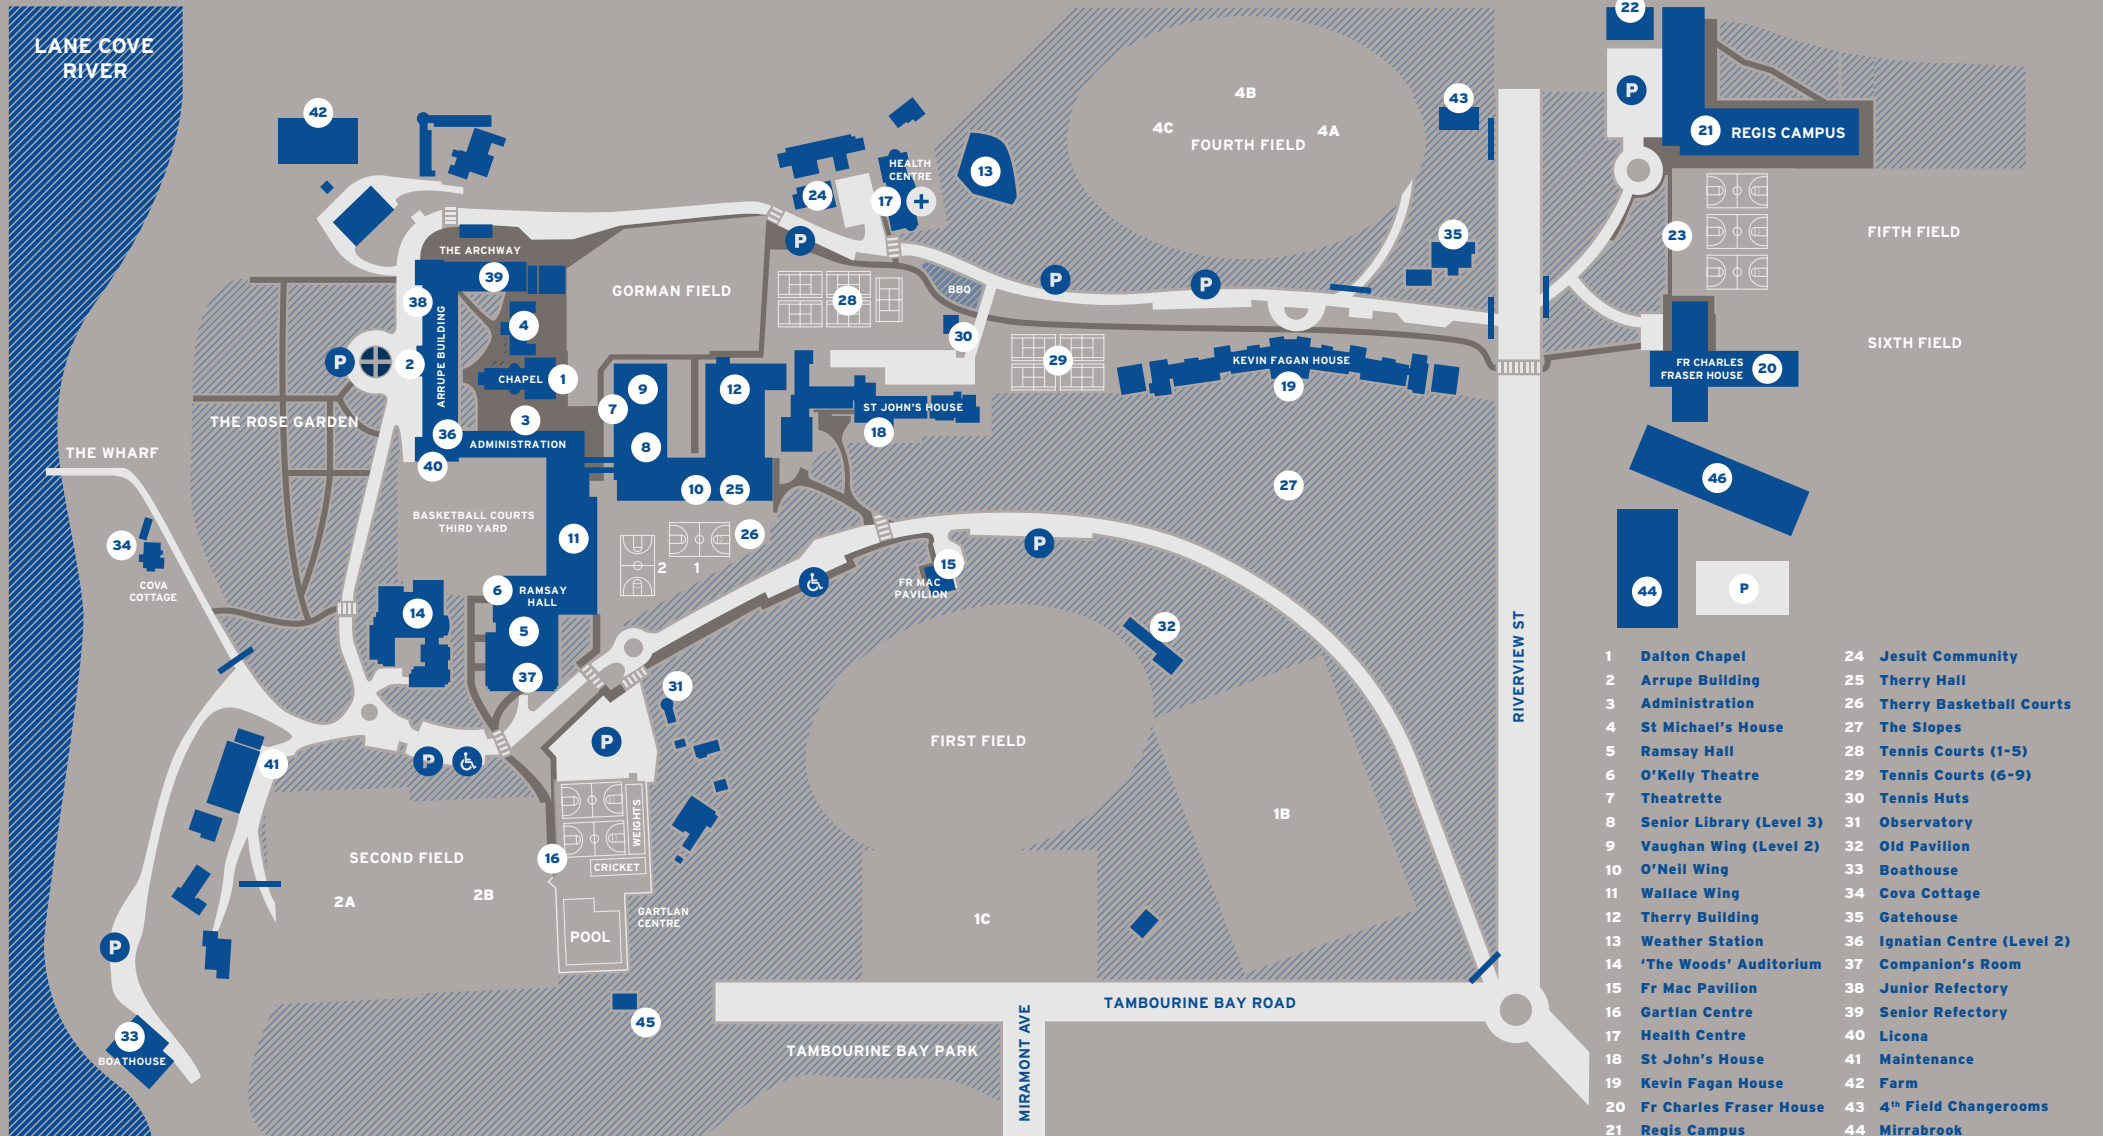 LANE COVE
RIVER
22
42
43
4B
4C
4A
FOURTH FIELD
P
21
REGIS CAMPUS
HEALTH
CENTRE
13
24
17
35
23
FIFTH FIELD
P
THE ARCHWAY
39
38
GORMAN FIELD
28
BBQ
P
P
4
30
SIXTH FIELD
P
2
ARRUPE BUILDING
CHAPEL
1
9
12
29
KEVIN FAGAN HOUSE
19
FR CHARLES
FRASER HOUSE
20
THE ROSE GARDEN
3
7
ST JOHN'S HOUSE
18
36
ADMINISTRATION
8
THE WHARF
40
10
25
27
46
BASKETBALL COURTS
THIRD YARD
11
26
34
2
1
P
COVA
COTTAGE
15
FR MAC
PAVILION
44
P
6
RAMSAY
HALL
14
5
32
37
31
RIVERVIEW ST
P
FIRST FIELD
41
P
1B
WEIGHTS
SECOND FIELD
16
CRICKET
2A
2B
GARTLAN
CENTRE
1C
POOL
P
45
TAMBOURINE BAY ROAD
33
BOATHOUSE
TAMBOURINE BAY PARK
MIRAMONT AVE
1 Dalton Chapel
2 Arrupe Building
3 Administration
4 St Michael's House
5 Ramsay Hall
6 O'Kelly Theatre
7 Theatrette
8 Senior Library (Level 3)
9 Vaughan Wing (Level 2)
10 O'Neil Wing
11 Wallace Wing
12 Therry Building
13 Weather Station
14 ‘The Woods’ Auditorium
15 Fr Mac Pavilion
16 Gartlan Centre
17 Health Centre
18 St John's House
19 Kevin Fagan House
20 Fr Charles Fraser House
21 Regis Campus
24 Jesuit Community
25 Therry Hall
26 Therry Basketball Courts
27 The Slopes
28 Tennis Courts (1-5)
29 Tennis Courts (6-9)
30 Tennis Huts
31 Observatory
32 Old Pavilion
33 Boathouse
34 Cova Cottage
35 Gatehouse
36 Ignatian Centre (Level 2)
37 Companion's Room
38 Junior Refectory
39 Senior Refectory
40 Licona
41 Maintenance
42 Farm
43 4th Field Changerooms
44 Mirrabrook